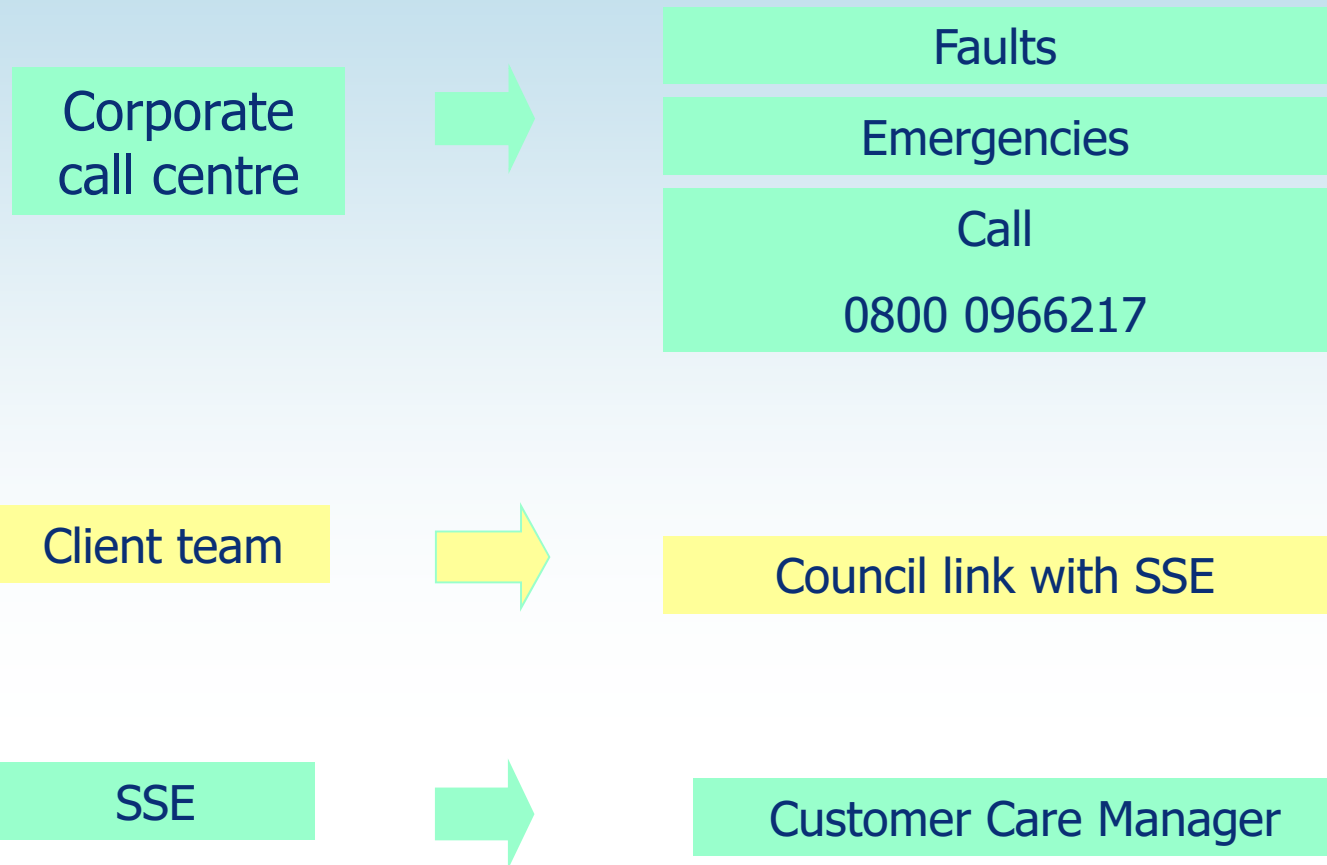 Corporate
call centre
Faults
Emergencies
Call
0800 0966217
Client team
Council link with SSE
SSE
Customer Care Manager